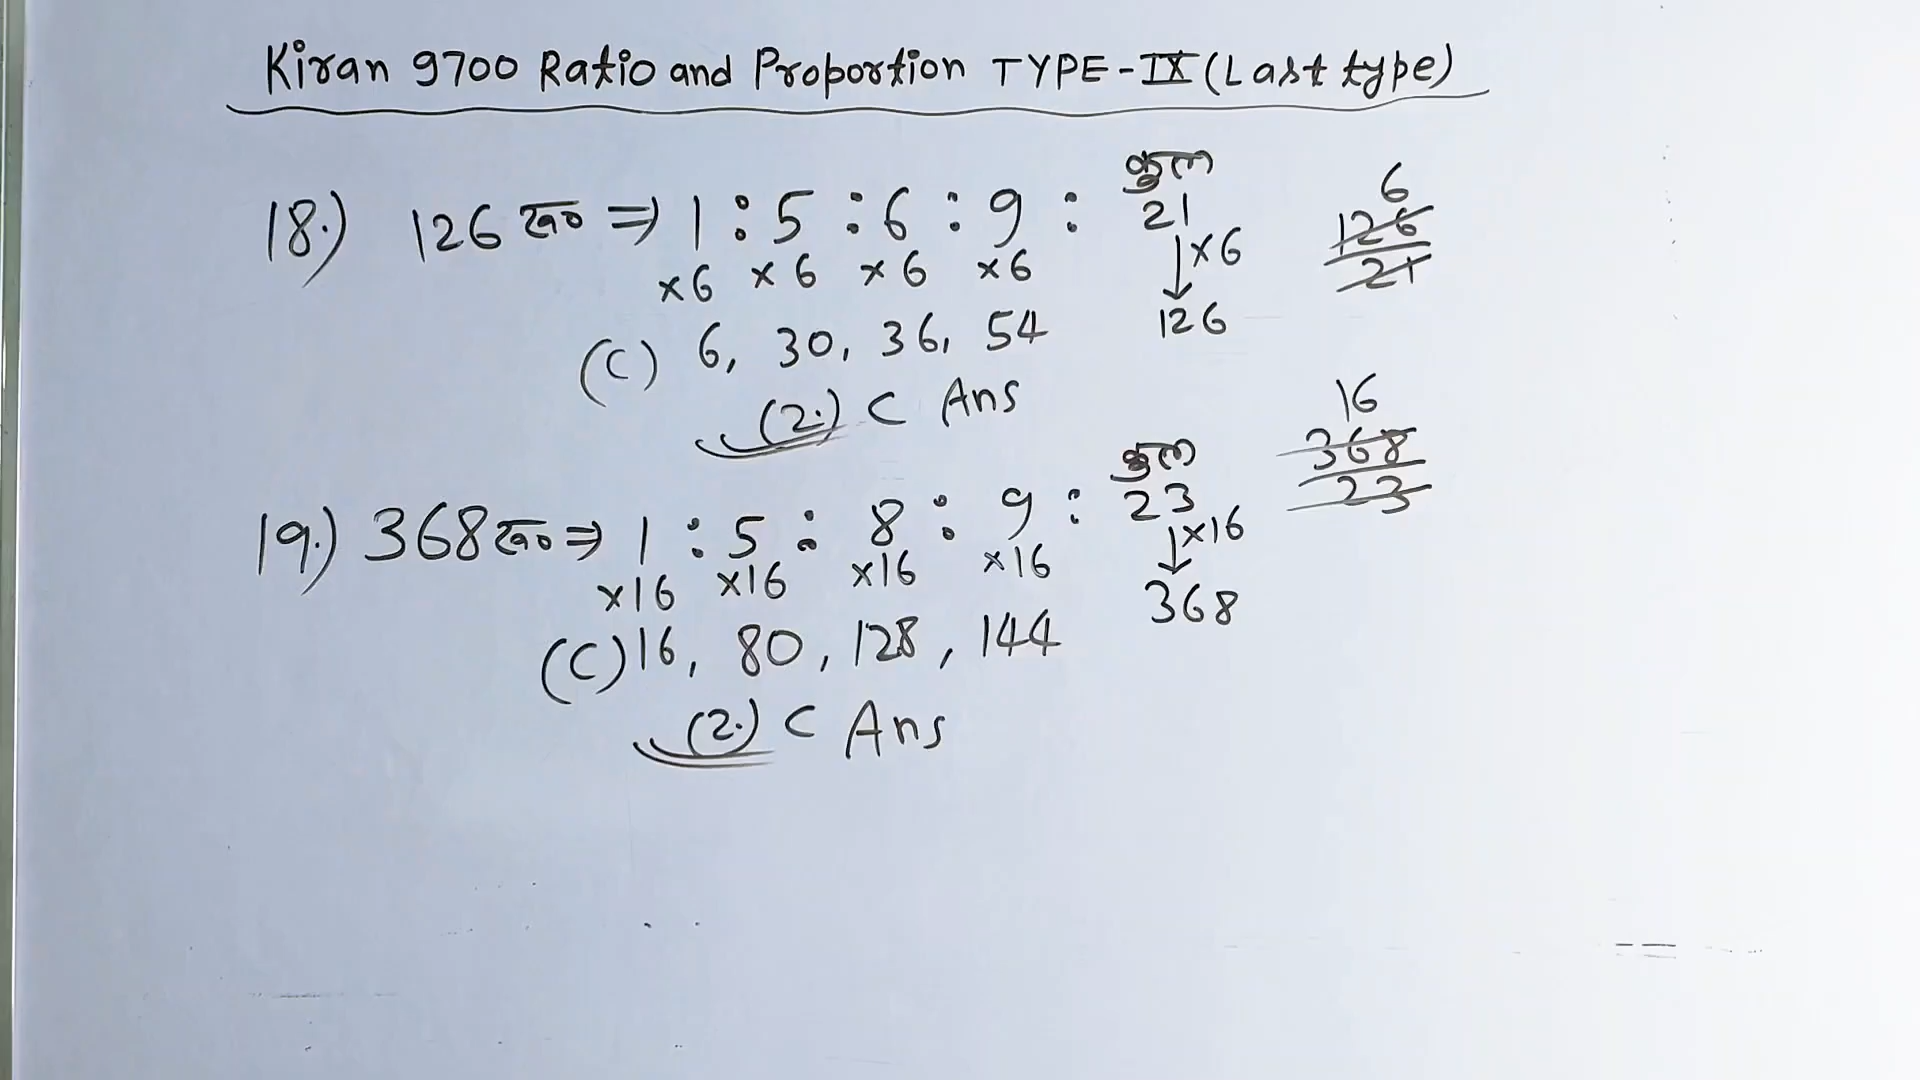 Kiran 9700 Ratio and Proportion TYPE-IX (Last type)
कुल
18.) 126 रू० ⇒ 1 : 5 : 6 : 9 : 21
×6 ×6 ×6 ×6 ↓×6
126
(C) 6, 30, 36, 54
(2.) C Ans
6
126
21
कुल
19.) 368 रू० ⇒ 1 : 5 : 8 : 9 : 23
×16 ×16 ×16 ×16 ↓×16
368
(C) 16, 80, 128, 144
(2.) C Ans
16
368
23